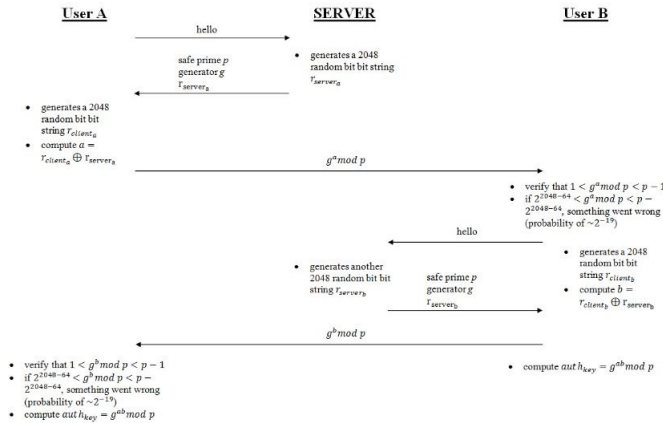 User A
SERVER
User B
hello
• generates a 2048
random bit bit string
r_server_a
safe prime p
generator g
r_server_a
• generates a 2048
random bit bit
string r_client_a
• compute a =
r_client_a ⊕ r_server_a
g^a mod p
• verify that 1 < g^a mod p < p − 1
• if 2^2048−64 < g^a mod p < p −
2^2048−64, something went wrong
(probability of ~2^−19)
hello
• generates a 2048
random bit bit
string r_client_b
• compute b =
r_client_b ⊕ r_server_b
• generates another
2048 random bit bit
string r_server_b
safe prime p
generator g
r_server_b
g^b mod p
• verify that 1 < g^b mod p < p − 1
• if 2^2048−64 < g^b mod p < p −
2^2048−64, something went wrong
(probability of ~2^−19)
• compute auth_key = g^ab mod p
• compute auth_key = g^ab mod p